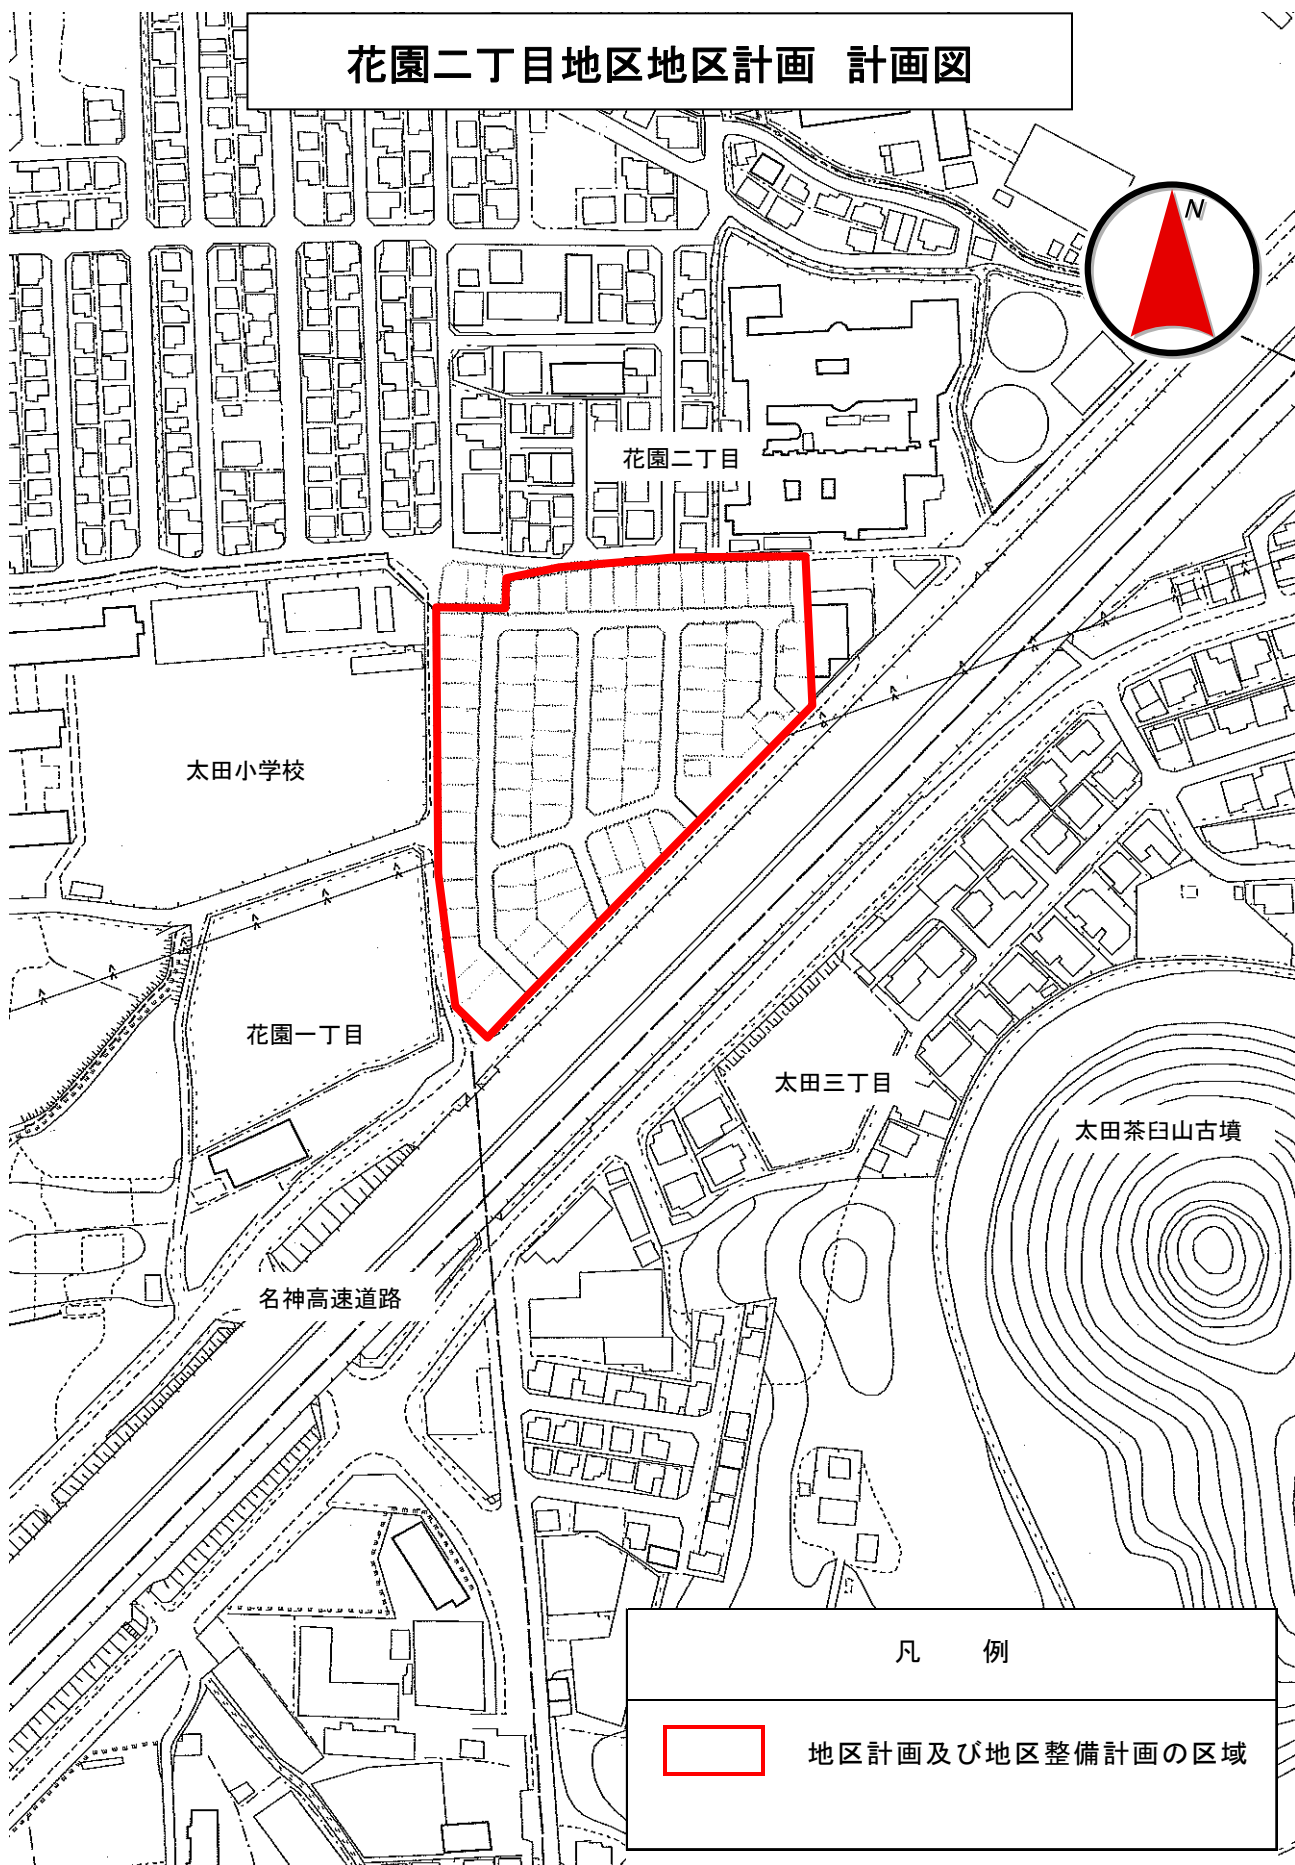 花園二丁目地区地区計画 計画図
N
花園二丁目
太田小学校
花園一丁目
太田三丁目
太田茶臼山古墳
名神高速道路
凡 例
地区計画及び地区整備計画の区域